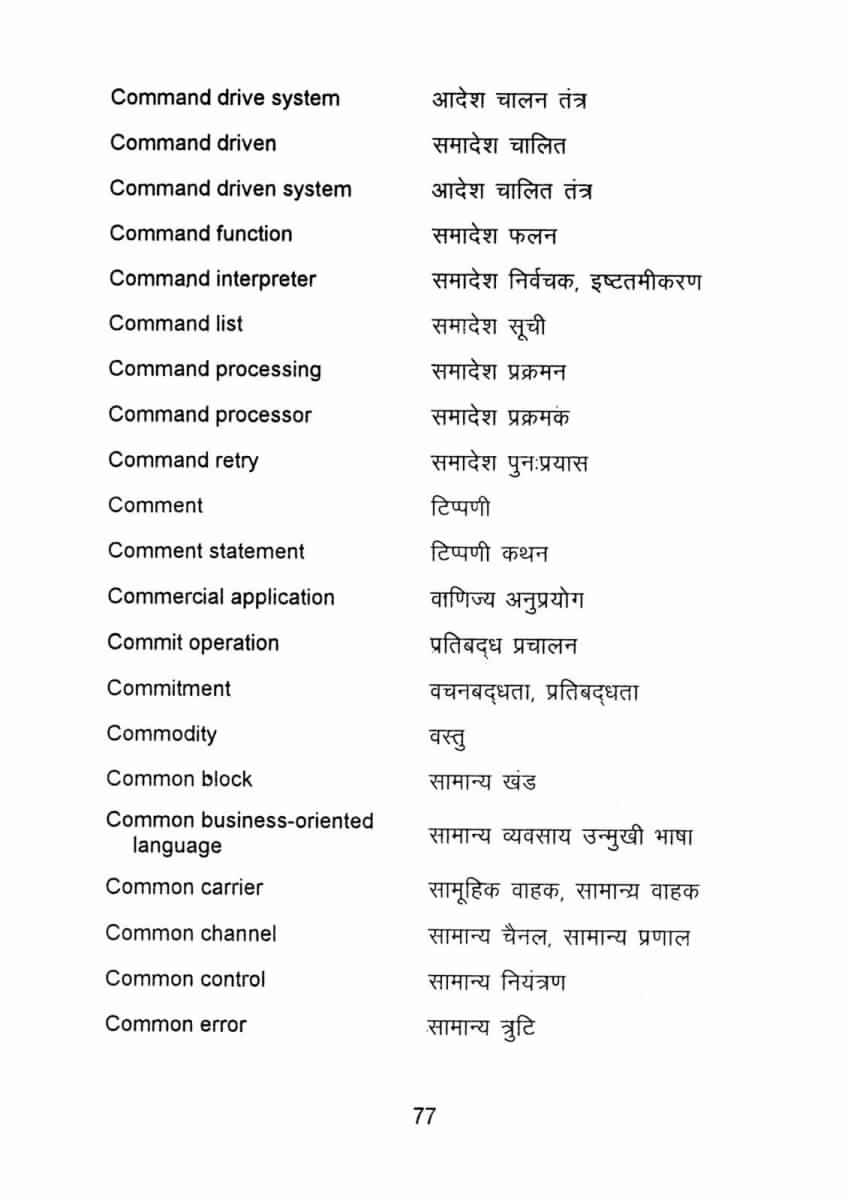 Command drive system आदेश चालन तंत्र
Command driven समादेश चालित
Command driven system आदेश चालित तंत्र
Command function समादेश फलन
Command interpreter समादेश निर्वचक, इष्टतमीकरण
Command list समादेश सूची
Command processing समादेश प्रक्रमन
Command processor समादेश प्रक्रमकं
Command retry समादेश पुनःप्रयास
Comment टिप्पणी
Comment statement टिप्पणी कथन
Commercial application वाणिज्य अनुप्रयोग
Commit operation प्रतिबद्ध प्रचालन
Commitment वचनबद्धता, प्रतिबद्धता
Commodity वस्तु
Common block सामान्य खंड
Common business-oriented
language सामान्य व्यवसाय उन्मुखी भाषा
Common carrier सामूहिक वाहक, सामान्य वाहक
Common channel सामान्य चैनल, सामान्य प्रणाल
Common control सामान्य नियंत्रण
Common error सामान्य त्रुटि
77